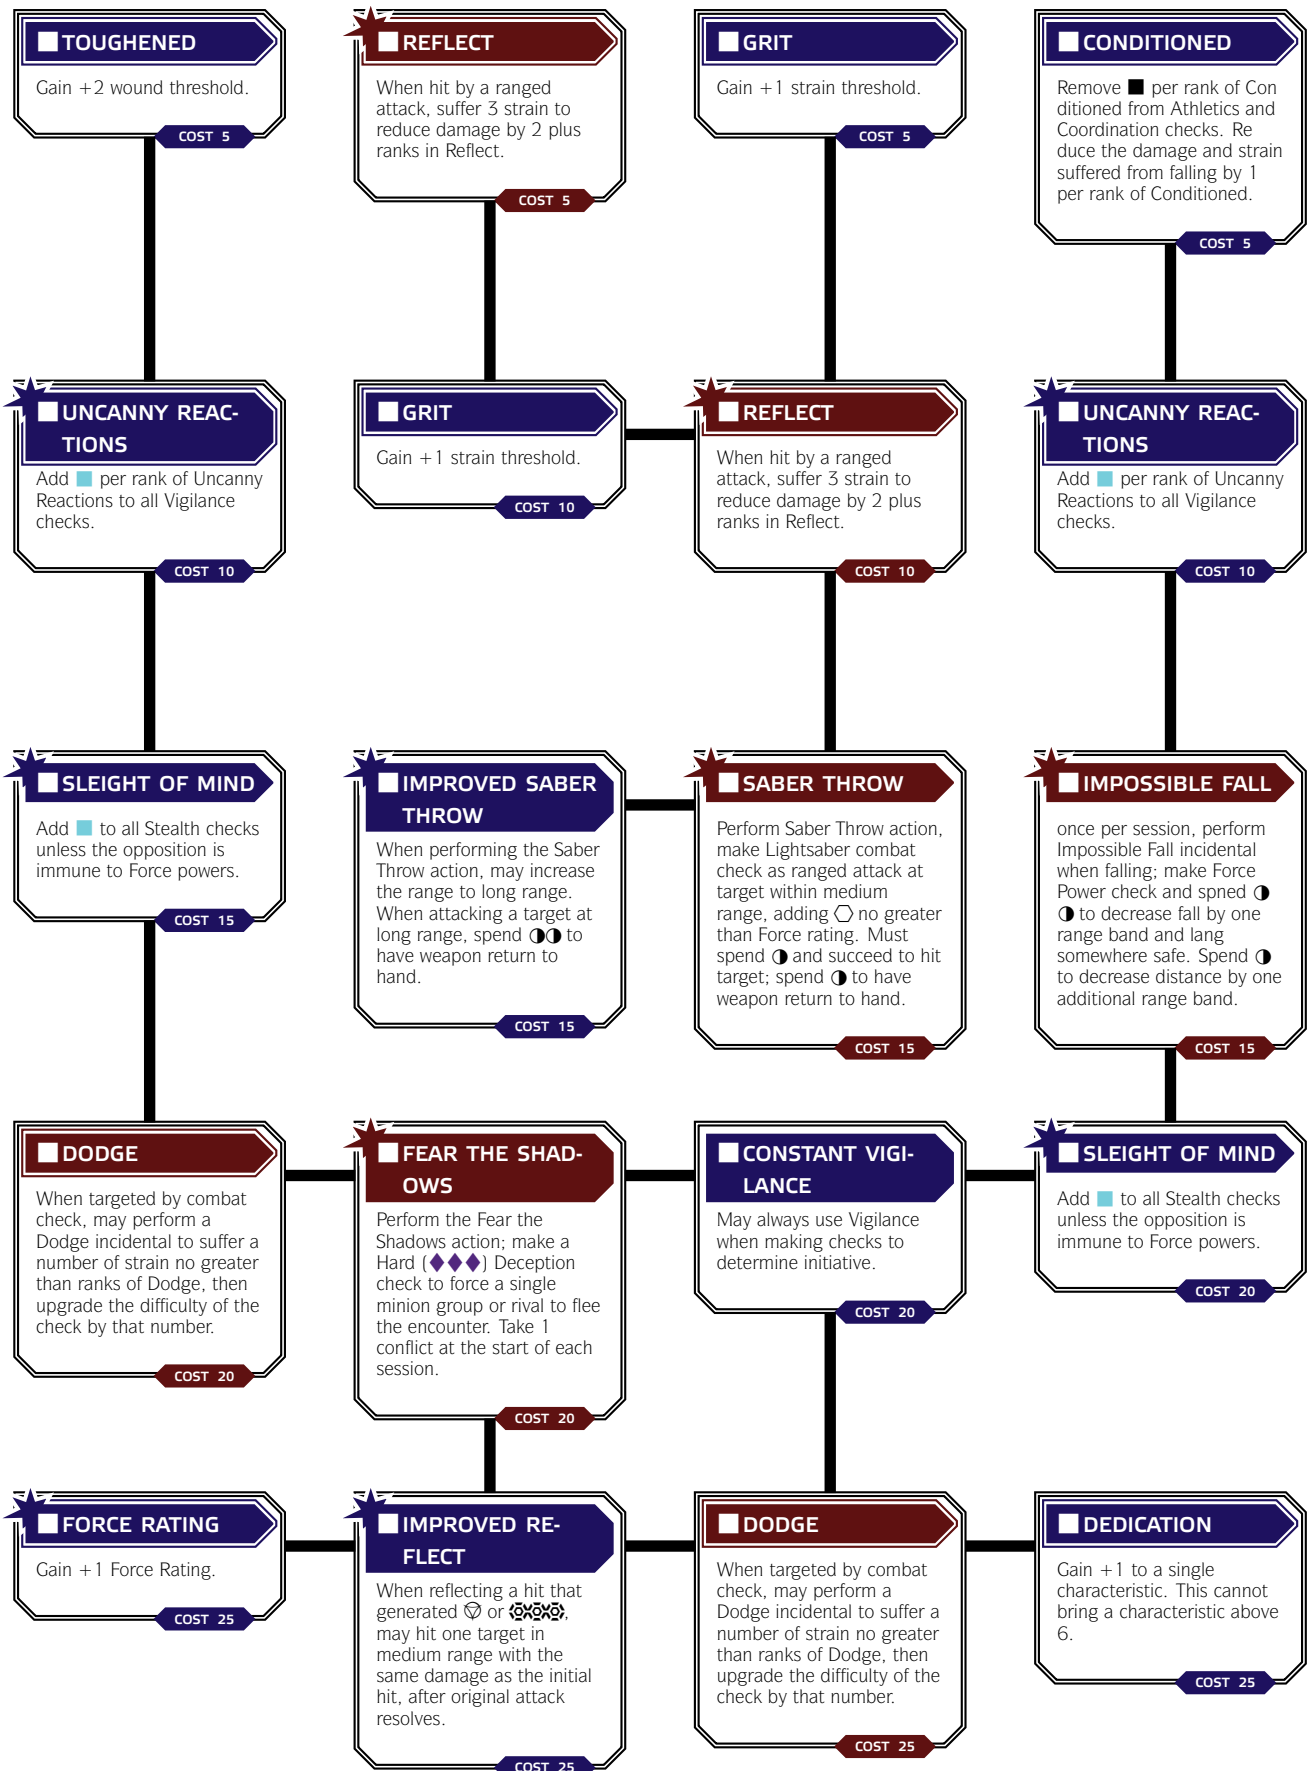 TOUGHENED
Gain +2 wound threshold.
COST 5
REFLECT
When hit by a ranged
attack, suffer 3 strain to
reduce damage by 2 plus
ranks in Reflect.
COST 5
GRIT
Gain +1 strain threshold.
COST 5
CONDITIONED
Remove ■ per rank of Con
ditioned from Athletics and
Coordination checks. Re
duce the damage and strain
suffered from falling by 1
per rank of Conditioned.
COST 5
UNCANNY REAC-
TIONS
Add ■ per rank of Uncanny
Reactions to all Vigilance
checks.
COST 10
GRIT
Gain +1 strain threshold.
COST 10
REFLECT
When hit by a ranged
attack, suffer 3 strain to
reduce damage by 2 plus
ranks in Reflect.
COST 10
UNCANNY REAC-
TIONS
Add ■ per rank of Uncanny
Reactions to all Vigilance
checks.
COST 10
SLEIGHT OF MIND
Add ■ to all Stealth checks
unless the opposition is
immune to Force powers.
COST 15
IMPROVED SABER
THROW
When performing the Saber
Throw action, may increase
the range to long range.
When attacking a target at
long range, spend ◑◑ to
have weapon return to
hand.
COST 15
SABER THROW
Perform Saber Throw action,
make Lightsaber combat
check as ranged attack at
target within medium
range, adding ⬡ no greater
than Force rating. Must
spend ◑ and succeed to hit
target; spend ◑ to have
weapon return to hand.
COST 15
IMPOSSIBLE FALL
once per session, perform
Impossible Fall incidental
when falling; make Force
Power check and spned ◑
◑ to decrease fall by one
range band and lang
somewhere safe. Spend ◑
to decrease distance by one
additional range band.
COST 15
DODGE
When targeted by combat
check, may perform a
Dodge incidental to suffer a
number of strain no greater
than ranks of Dodge, then
upgrade the difficulty of the
check by that number.
COST 20
FEAR THE SHAD-
OWS
Perform the Fear the
Shadows action; make a
Hard (◆◆◆) Deception
check to force a single
minion group or rival to flee
the encounter. Take 1
conflict at the start of each
session.
COST 20
CONSTANT VIGI-
LANCE
May always use Vigilance
when making checks to
determine initiative.
COST 20
SLEIGHT OF MIND
Add ■ to all Stealth checks
unless the opposition is
immune to Force powers.
COST 20
FORCE RATING
Gain +1 Force Rating.
COST 25
IMPROVED RE-
FLECT
When reflecting a hit that
generated or ,
may hit one target in
medium range with the
same damage as the initial
hit, after original attack
resolves.
COST 25
DODGE
When targeted by combat
check, may perform a
Dodge incidental to suffer a
number of strain no greater
than ranks of Dodge, then
upgrade the difficulty of the
check by that number.
COST 25
DEDICATION
Gain +1 to a single
characteristic. This cannot
bring a characteristic above
6.
COST 25